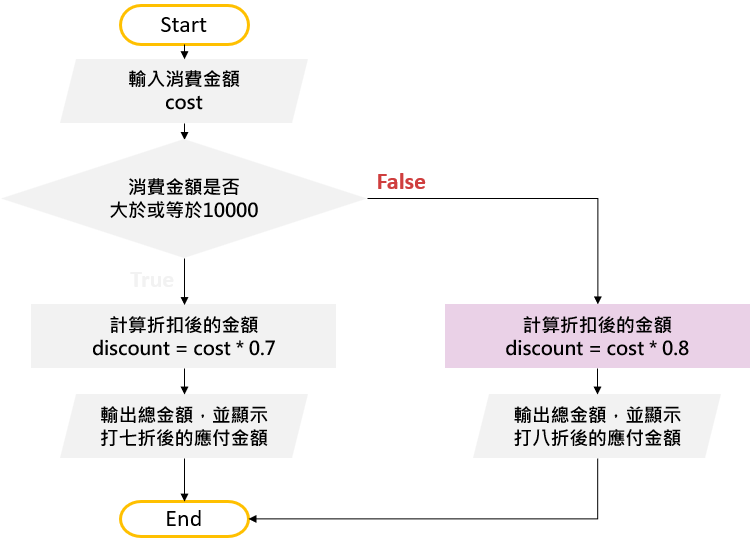 Start
輸入消費金額
cost
消費金額是否
大於或等於10000
False
True
計算折扣後的金額
discount = cost * 0.7
計算折扣後的金額
discount = cost * 0.8
輸出總金額，並顯示
打七折後的應付金額
輸出總金額，並顯示
打八折後的應付金額
End